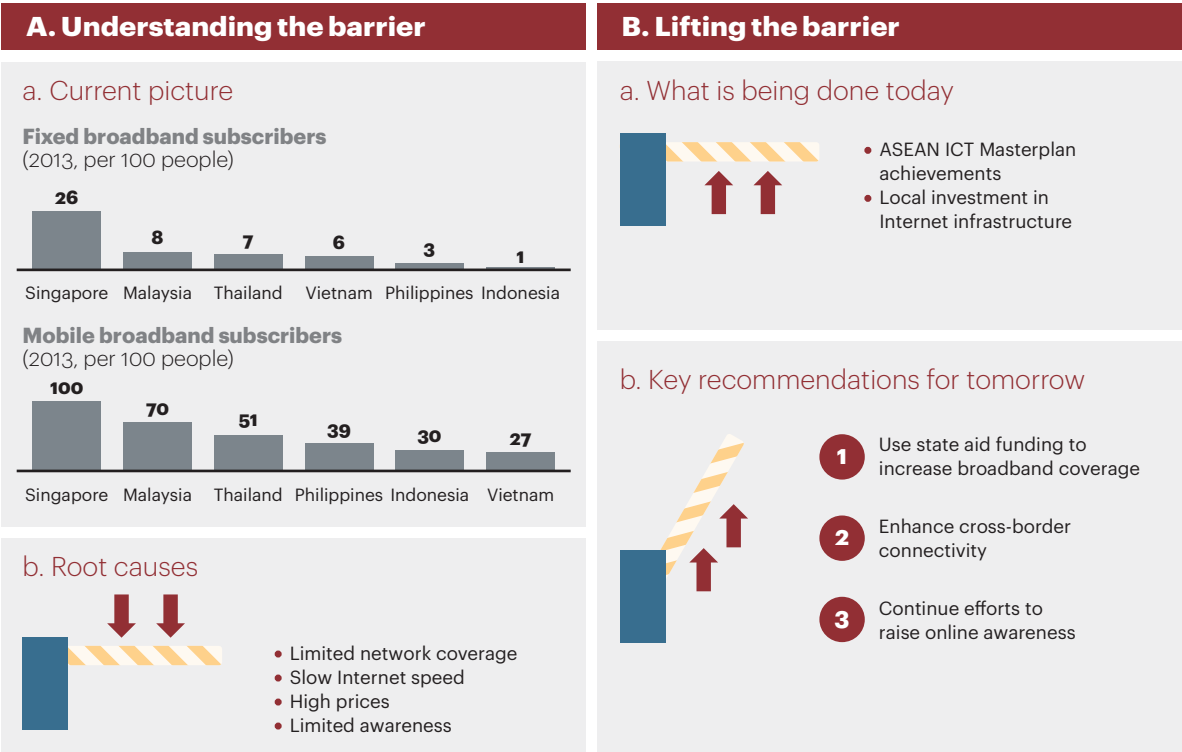 A. Understanding the barrier
a. Current picture
Fixed broadband subscribers
(2013, per 100 people)
26
8
7
6
3
1
Singapore Malaysia Thailand Vietnam Philippines Indonesia
Mobile broadband subscribers
(2013, per 100 people)
100
70
51
39
30
27
Singapore Malaysia Thailand Philippines Indonesia Vietnam
b. Root causes
• Limited network coverage
• Slow Internet speed
• High prices
• Limited awareness
B. Lifting the barrier
a. What is being done today
• ASEAN ICT Masterplan
achievements
• Local investment in
Internet infrastructure
b. Key recommendations for tomorrow
1 Use state aid funding to
increase broadband coverage
2 Enhance cross-border
connectivity
3 Continue efforts to
raise online awareness